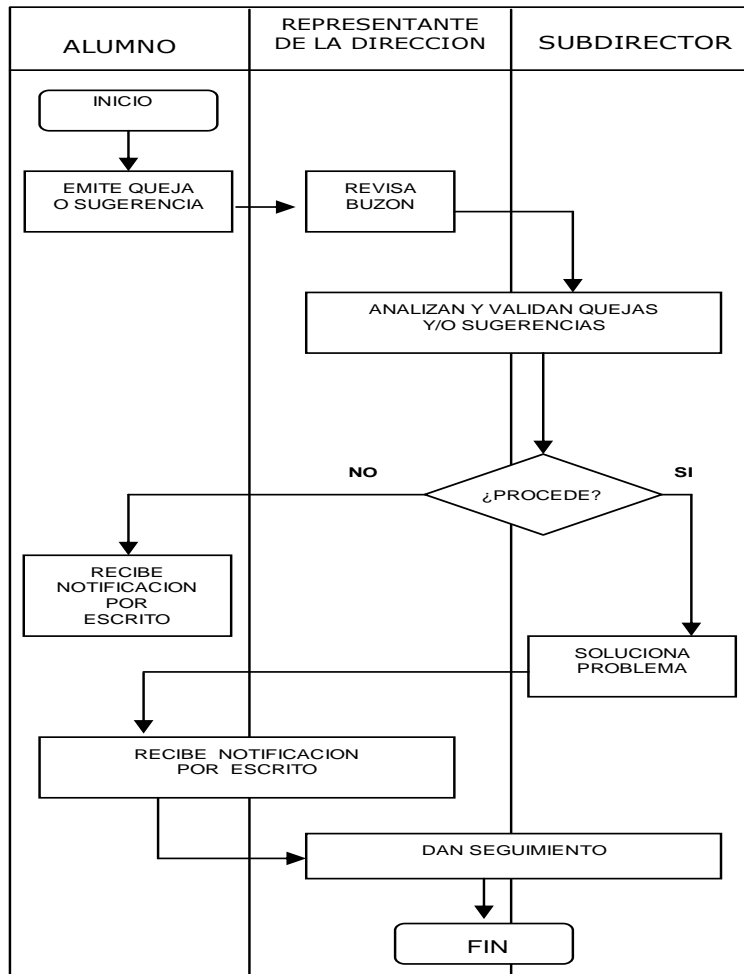 ALUMNO
REPRESENTANTE
DE LA DIRECCION
SUBDIRECTOR
INICIO
EMITE QUEJA
O SUGERENCIA
REVISA
BUZON
ANALIZAN Y VALIDAN QUEJAS
Y/O SUGERENCIAS
NO
SI
¿PROCEDE?
RECIBE
NOTIFICACION
POR
ESCRITO
SOLUCIONA
PROBLEMA
RECIBE NOTIFICACION
POR ESCRITO
DAN SEGUIMIENTO
FIN